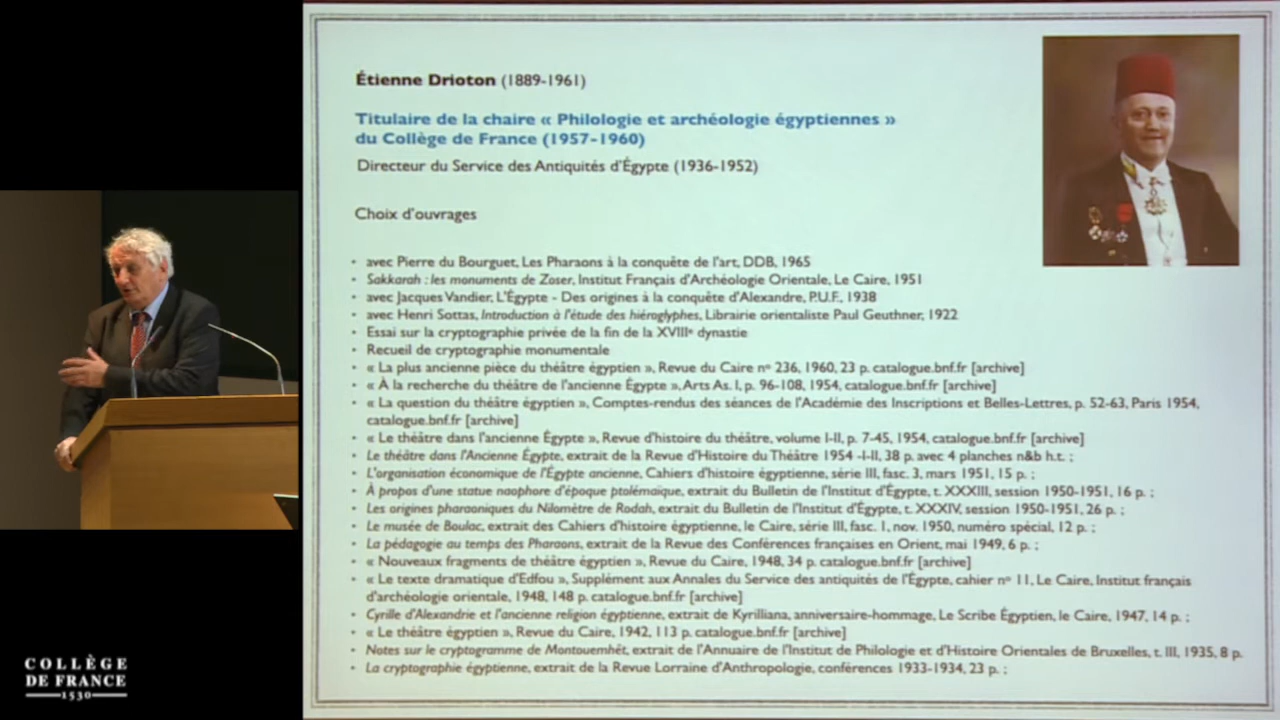 Étienne Drioton (1889-1961)
Titulaire de la chaire « Philologie et archéologie égyptiennes »
du Collège de France (1957-1960)
Directeur du Service des Antiquités d'Égypte (1936-1952)
Choix d'ouvrages
• avec Pierre du Bourguet, Les Pharaons à la conquête de l'art, DDB, 1965
• Sakkarah : les monuments de Zoser, Institut Français d'Archéologie Orientale, Le Caire, 1951
• avec Jacques Vandier, L'Égypte - Des origines à la conquête d'Alexandre, P.U.F., 1938
• avec Henri Sottas, Introduction à l'étude des hiéroglyphes, Librairie orientaliste Paul Geuthner, 1922
• Essai sur la cryptographie privée de la fin de la XVIIIe dynastie
• Recueil de cryptographie monumentale
• « La plus ancienne pièce du théâtre égyptien », Revue du Caire nº 236, 1960, 23 p. catalogue.bnf.fr [archive]
• « À la recherche du théâtre de l'ancienne Égypte », Arts As. I, p. 96-108, 1954, catalogue.bnf.fr [archive]
• « La question du théâtre égyptien », Comptes-rendus des séances de l'Académie des Inscriptions et Belles-Lettres, p. 52-63, Paris 1954,
catalogue.bnf.fr [archive]
• « Le théâtre dans l'ancienne Égypte », Revue d'histoire du théâtre, volume I-II, p. 7-45, 1954, catalogue.bnf.fr [archive]
• Le théâtre dans l'Ancienne Égypte, extrait de la Revue d'Histoire du Théâtre 1954 -I-II, 38 p. avec 4 planches n&b h.t. ;
• L'organisation économique de l'Égypte ancienne, Cahiers d'histoire égyptienne, série III, fasc. 3, mars 1951, 15 p. ;
• À propos d'une statue naophore d'époque ptolémaïque, extrait du Bulletin de l'Institut d'Égypte, t. XXXIII, session 1950-1951, 16 p. ;
• Les origines pharaoniques du Nilomètre de Rodah, extrait du Bulletin de l'Institut d'Égypte, t. XXXIV, session 1950-1951, 26 p. ;
• Le musée de Boulac, extrait des Cahiers d'histoire égyptienne, le Caire, série III, fasc. 1, nov. 1950, numéro spécial, 12 p. ;
• La pédagogie au temps des Pharaons, extrait de la Revue des Conférences françaises en Orient, mai 1949, 6 p. ;
• « Nouveaux fragments de théâtre égyptien », Revue du Caire, 1948, 34 p. catalogue.bnf.fr [archive]
• « Le texte dramatique d'Edfou », Supplément aux Annales du Service des antiquités de l'Égypte, cahier nº 11, Le Caire, Institut français
d'archéologie orientale, 1948, 148 p. catalogue.bnf.fr [archive]
• Cyrille d'Alexandrie et l'ancienne religion égyptienne, extrait de Kyrilliana, anniversaire-hommage, Le Scribe Égyptien, le Caire, 1947, 14 p. ;
• « Le théâtre égyptien », Revue du Caire, 1942, 113 p. catalogue.bnf.fr [archive]
• Notes sur le cryptogramme de Montouemhêt, extrait de l'Annuaire de l'Institut de Philologie et d'Histoire Orientales de Bruxelles, t. III, 1935, 8 p.
• La cryptographie égyptienne, extrait de la Revue Lorraine d'Anthropologie, conférences 1933-1934, 23 p. ;
COLLÈGE
DE FRANCE
1530